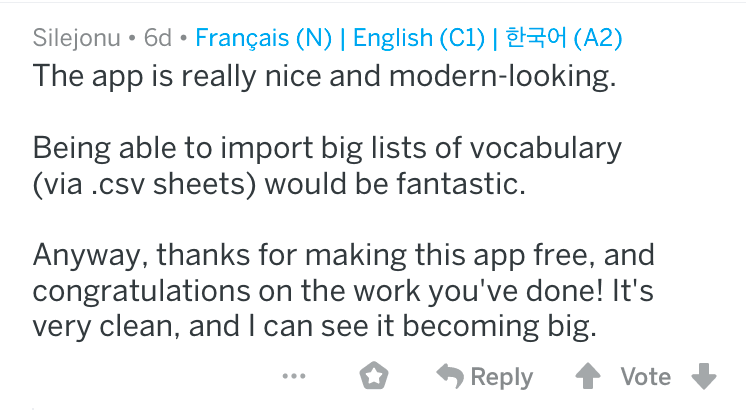 Silejonu • 6d • Français (N) | English (C1) | 한국어 (A2)
The app is really nice and modern-looking.
Being able to import big lists of vocabulary
(via .csv sheets) would be fantastic.
Anyway, thanks for making this app free, and
congratulations on the work you've done! It's
very clean, and I can see it becoming big.
... Reply Vote